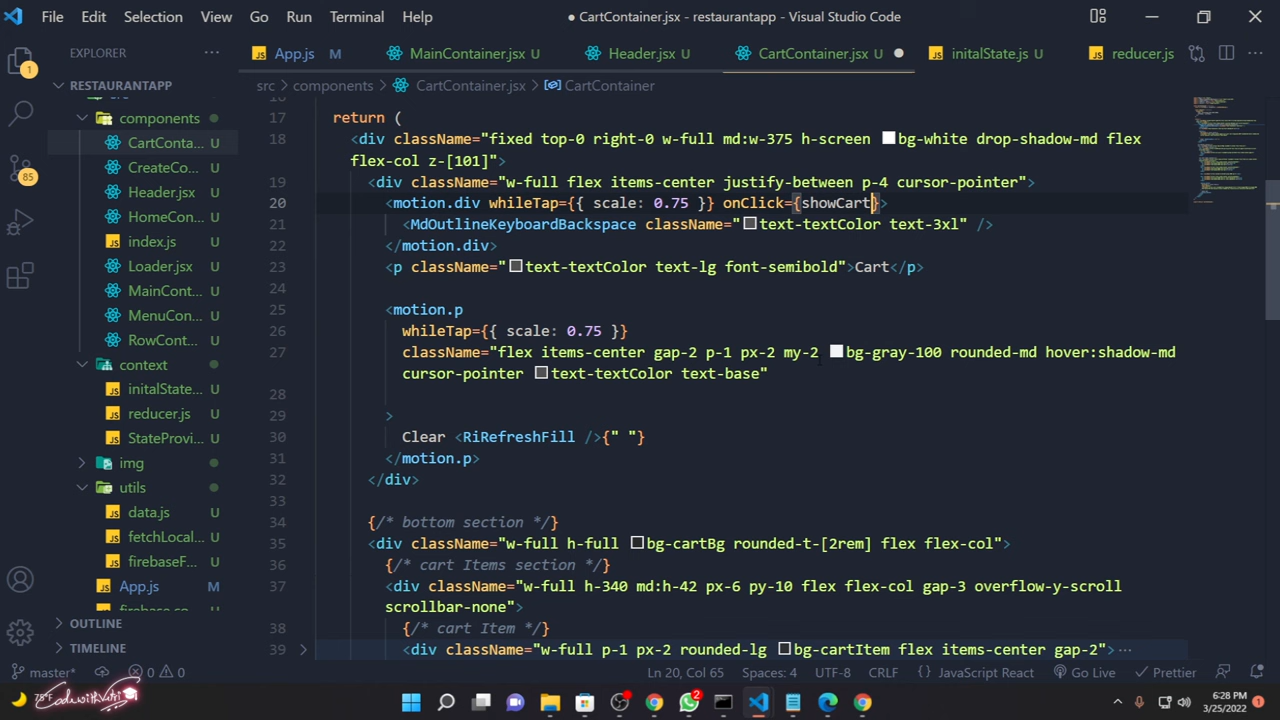 File Edit Selection View Go Run Terminal Help
● CartContainer.jsx - restaurantapp - Visual Studio Code
EXPLORER ···
App.js M
MainContainer.jsx U
Header.jsx U
CartContainer.jsx U
initalState.js U
reducer.js
RESTAURANTAPP
src > components > CartContainer.jsx > CartContainer
components
CartConta... U
CreateCo... U
Header.jsx U
HomeCont... U
index.js U
Loader.jsx U
MainCont... U
MenuCont... U
RowCont... U
context
initalState... U
reducer.js U
StateProvi... U
img
utils
data.js U
fetchLocal... U
firebaseF... U
App.js M
OUTLINE
TIMELINE
17 return (
18 <div className="fixed top-0 right-0 w-full md:w-375 h-screen bg-white drop-shadow-md flex
flex-col z-[101]">
19 <div className="w-full flex items-center justify-between p-4 cursor-pointer">
20 <motion.div whileTap={{ scale: 0.75 }} onClick={showCart}>
21 <MdOutlineKeyboardBackspace className="text-textColor text-3xl" />
22 </motion.div>
23 <p className="text-textColor text-lg font-semibold">Cart</p>
24
25 <motion.p
26 whileTap={{ scale: 0.75 }}
27 className="flex items-center gap-2 p-1 px-2 my-2 bg-gray-100 rounded-md hover:shadow-md
cursor-pointer text-textColor text-base"
28
29 >
30 Clear <RiRefreshFill />{" "}
31 </motion.p>
32 </div>
33
34 {/* bottom section */}
35 <div className="w-full h-full bg-cartBg rounded-t-[2rem] flex flex-col">
36 {/* cart Items section */}
37 <div className="w-full h-340 md:h-42 px-6 py-10 flex flex-col gap-3 overflow-y-scroll
scrollbar-none">
38 {/* cart Item */}
39 <div className="w-full p-1 px-2 rounded-lg bg-cartItem flex items-center gap-2">···
1
85
master* 0 0
Ln 20, Col 65 Spaces: 4 UTF-8 CRLF JavaScript React Go Live Prettier
78°F
CodewithVetri
2
6:28 PM
3/25/2022
1